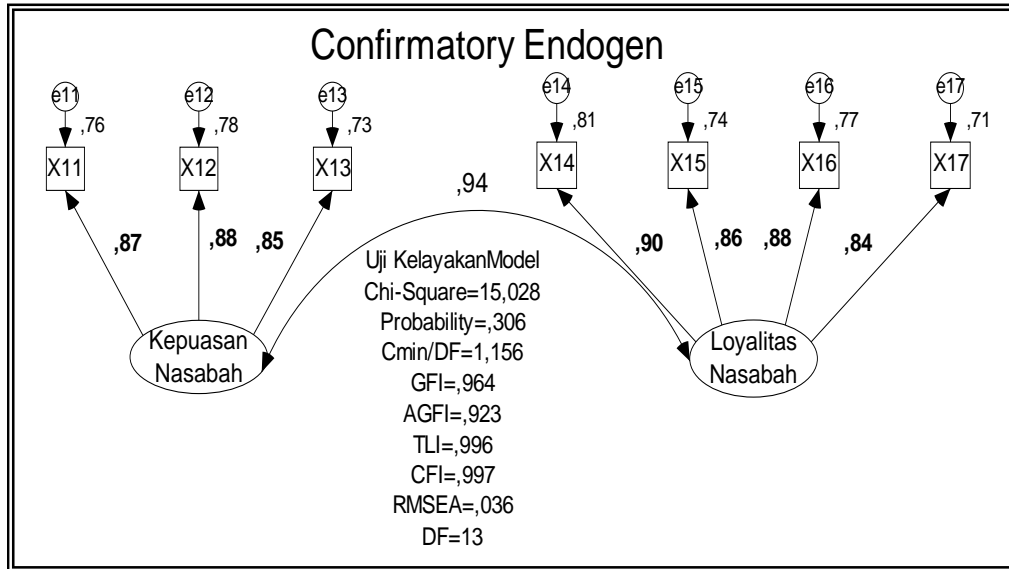 Confirmatory Endogen
e11 e12 e13 e14 e15 e16 e17
,76 ,78 ,73 ,81 ,74 ,77 ,71
X11 X12 X13 X14 X15 X16 X17
,94
,87 ,88 ,85 ,90 ,86 ,88 ,84
Uji KelayakanModel
Chi-Square=15,028
Probability=,306
Cmin/DF=1,156
GFI=,964
AGFI=,923
TLI=,996
CFI=,997
RMSEA=,036
DF=13
Kepuasan
Nasabah
Loyalitas
Nasabah